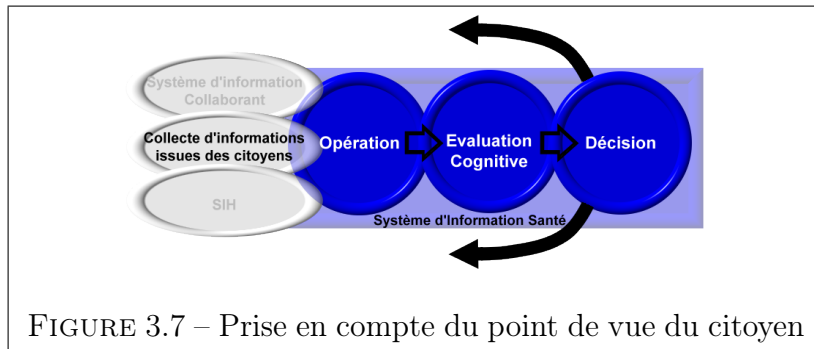 Système d'information
Collaborant
Collecte d'informations
issues des citoyens
SIH
Opération
Evaluation
Cognitive
Décision
Système d'Information Santé
FIGURE 3.7 – Prise en compte du point de vue du citoyen